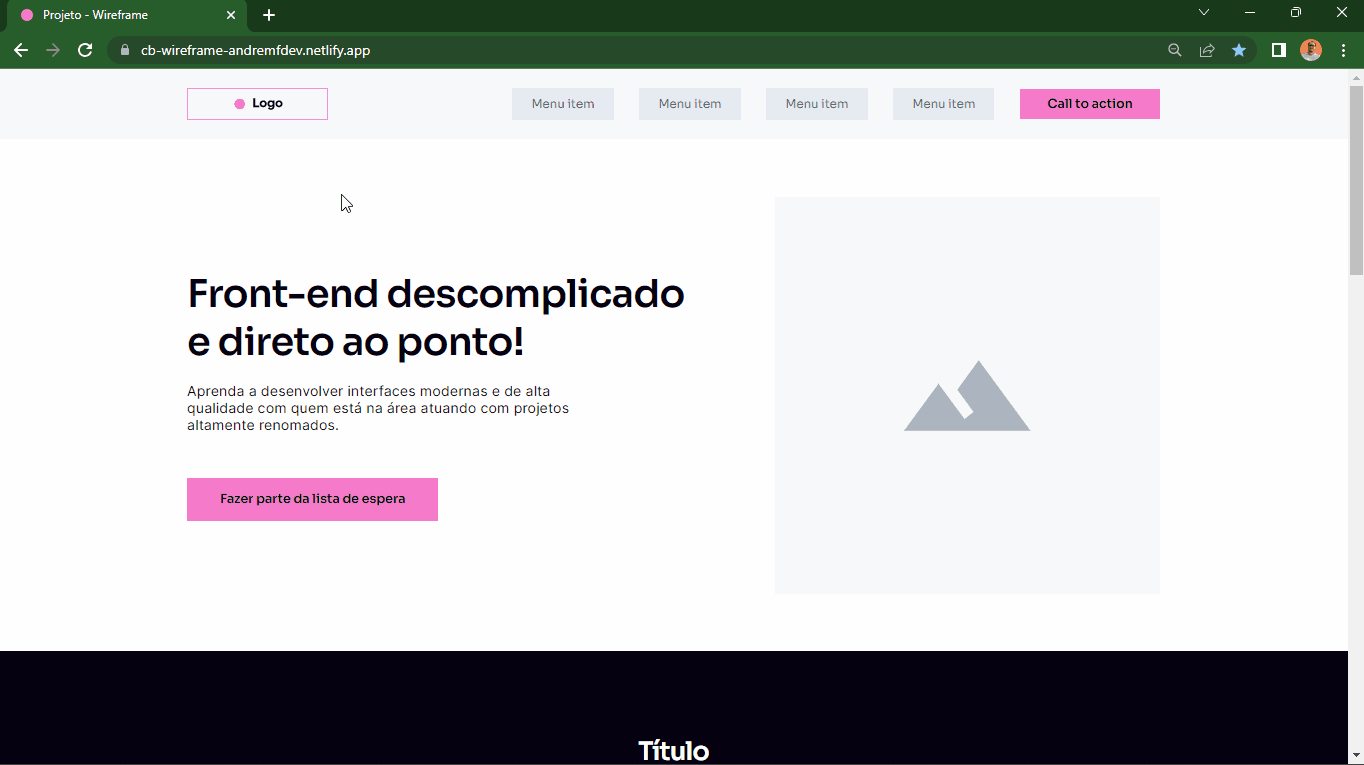 Projeto - Wireframe
cb-wireframe-andremfdev.netlify.app
Logo
Menu item
Menu item
Menu item
Menu item
Call to action
Front-end descomplicado
e direto ao ponto!
Aprenda a desenvolver interfaces modernas e de alta
qualidade com quem está na área atuando com projetos
altamente renomados.
Fazer parte da lista de espera
Título